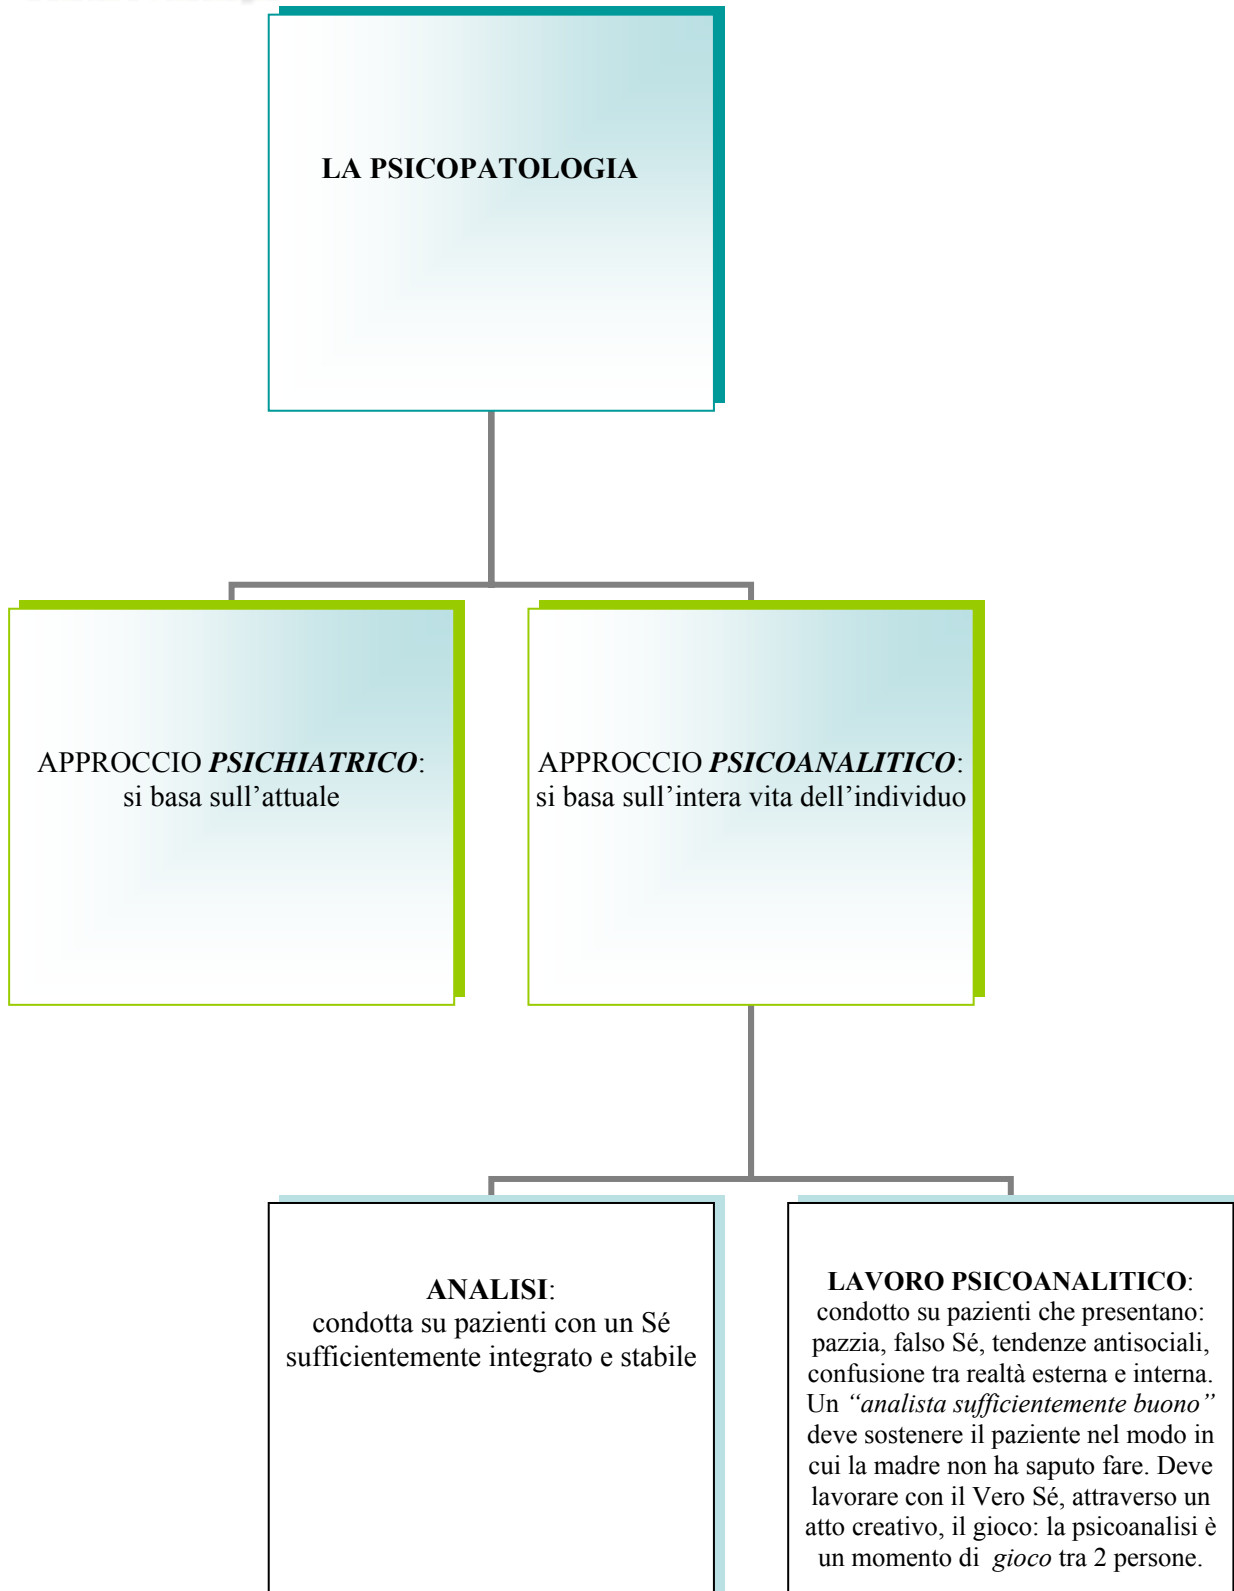 LA PSICOPATOLOGIA
APPROCCIO PSICHIATRICO:
si basa sull’attuale
APPROCCIO PSICOANALITICO:
si basa sull’intera vita dell’individuo
ANALISI:
condotta su pazienti con un Sé
sufficientemente integrato e stabile
LAVORO PSICOANALITICO:
condotto su pazienti che presentano:
pazzia, falso Sé, tendenze antisociali,
confusione tra realtà esterna e interna.
Un “analista sufficientemente buono”
deve sostenere il paziente nel modo in
cui la madre non ha saputo fare. Deve
lavorare con il Vero Sé, attraverso un
atto creativo, il gioco: la psicoanalisi è
un momento di gioco tra 2 persone.